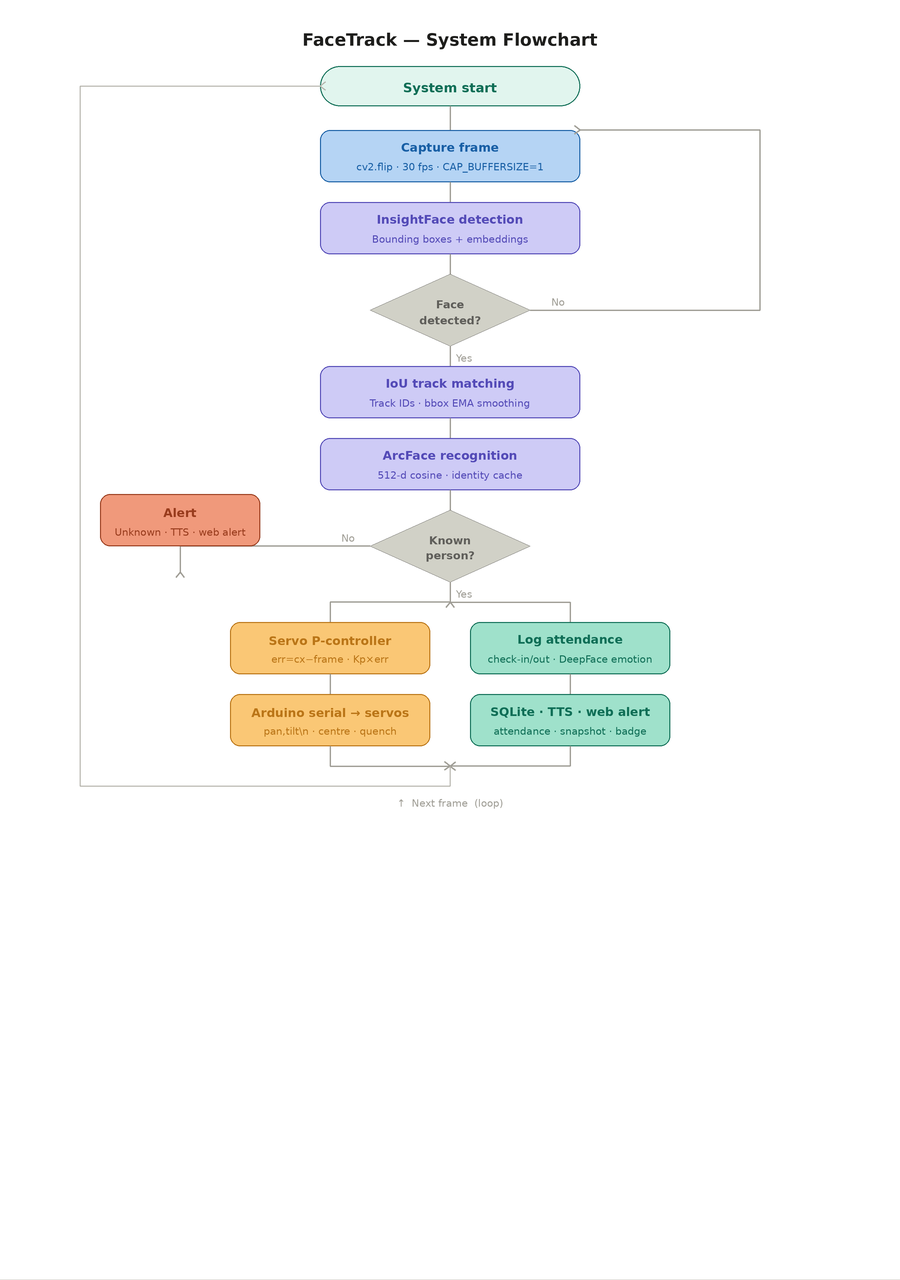 FaceTrack — System Flowchart
System start
Capture frame
cv2.flip · 30 fps · CAP_BUFFERSIZE=1
InsightFace detection
Bounding boxes + embeddings
Face
detected?
No
Yes
IoU track matching
Track IDs · bbox EMA smoothing
ArcFace recognition
512-d cosine · identity cache
Alert
Unknown · TTS · web alert
No
Known
person?
Yes
Servo P-controller
err=cx−frame · Kp×err
Log attendance
check-in/out · DeepFace emotion
Arduino serial → servos
pan,tilt\n · centre · quench
SQLite · TTS · web alert
attendance · snapshot · badge
↑ Next frame (loop)